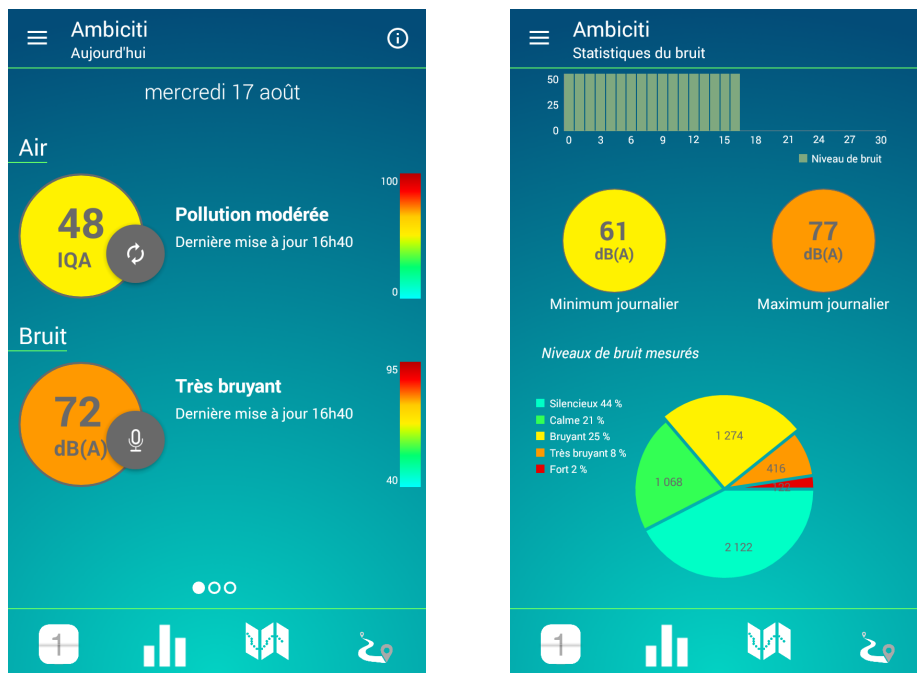 Ambiciti
Aujourd'hui
mercredi 17 août
Air
48
IQA
Pollution modérée
Dernière mise à jour 16h40
100
0
Bruit
72
dB(A)
Très bruyant
Dernière mise à jour 16h40
95
40
1
Ambiciti
Statistiques du bruit
50
25
0
0 3 6 9 12 15 18 21 24 27 30
Niveau de bruit
61
dB(A)
Minimum journalier
77
dB(A)
Maximum journalier
Niveaux de bruit mesurés
Silencieux 44 %
Calme 21 %
Bruyant 25 %
Très bruyant 8 %
Fort 2 %
1 274
416
1 068
2 122
1